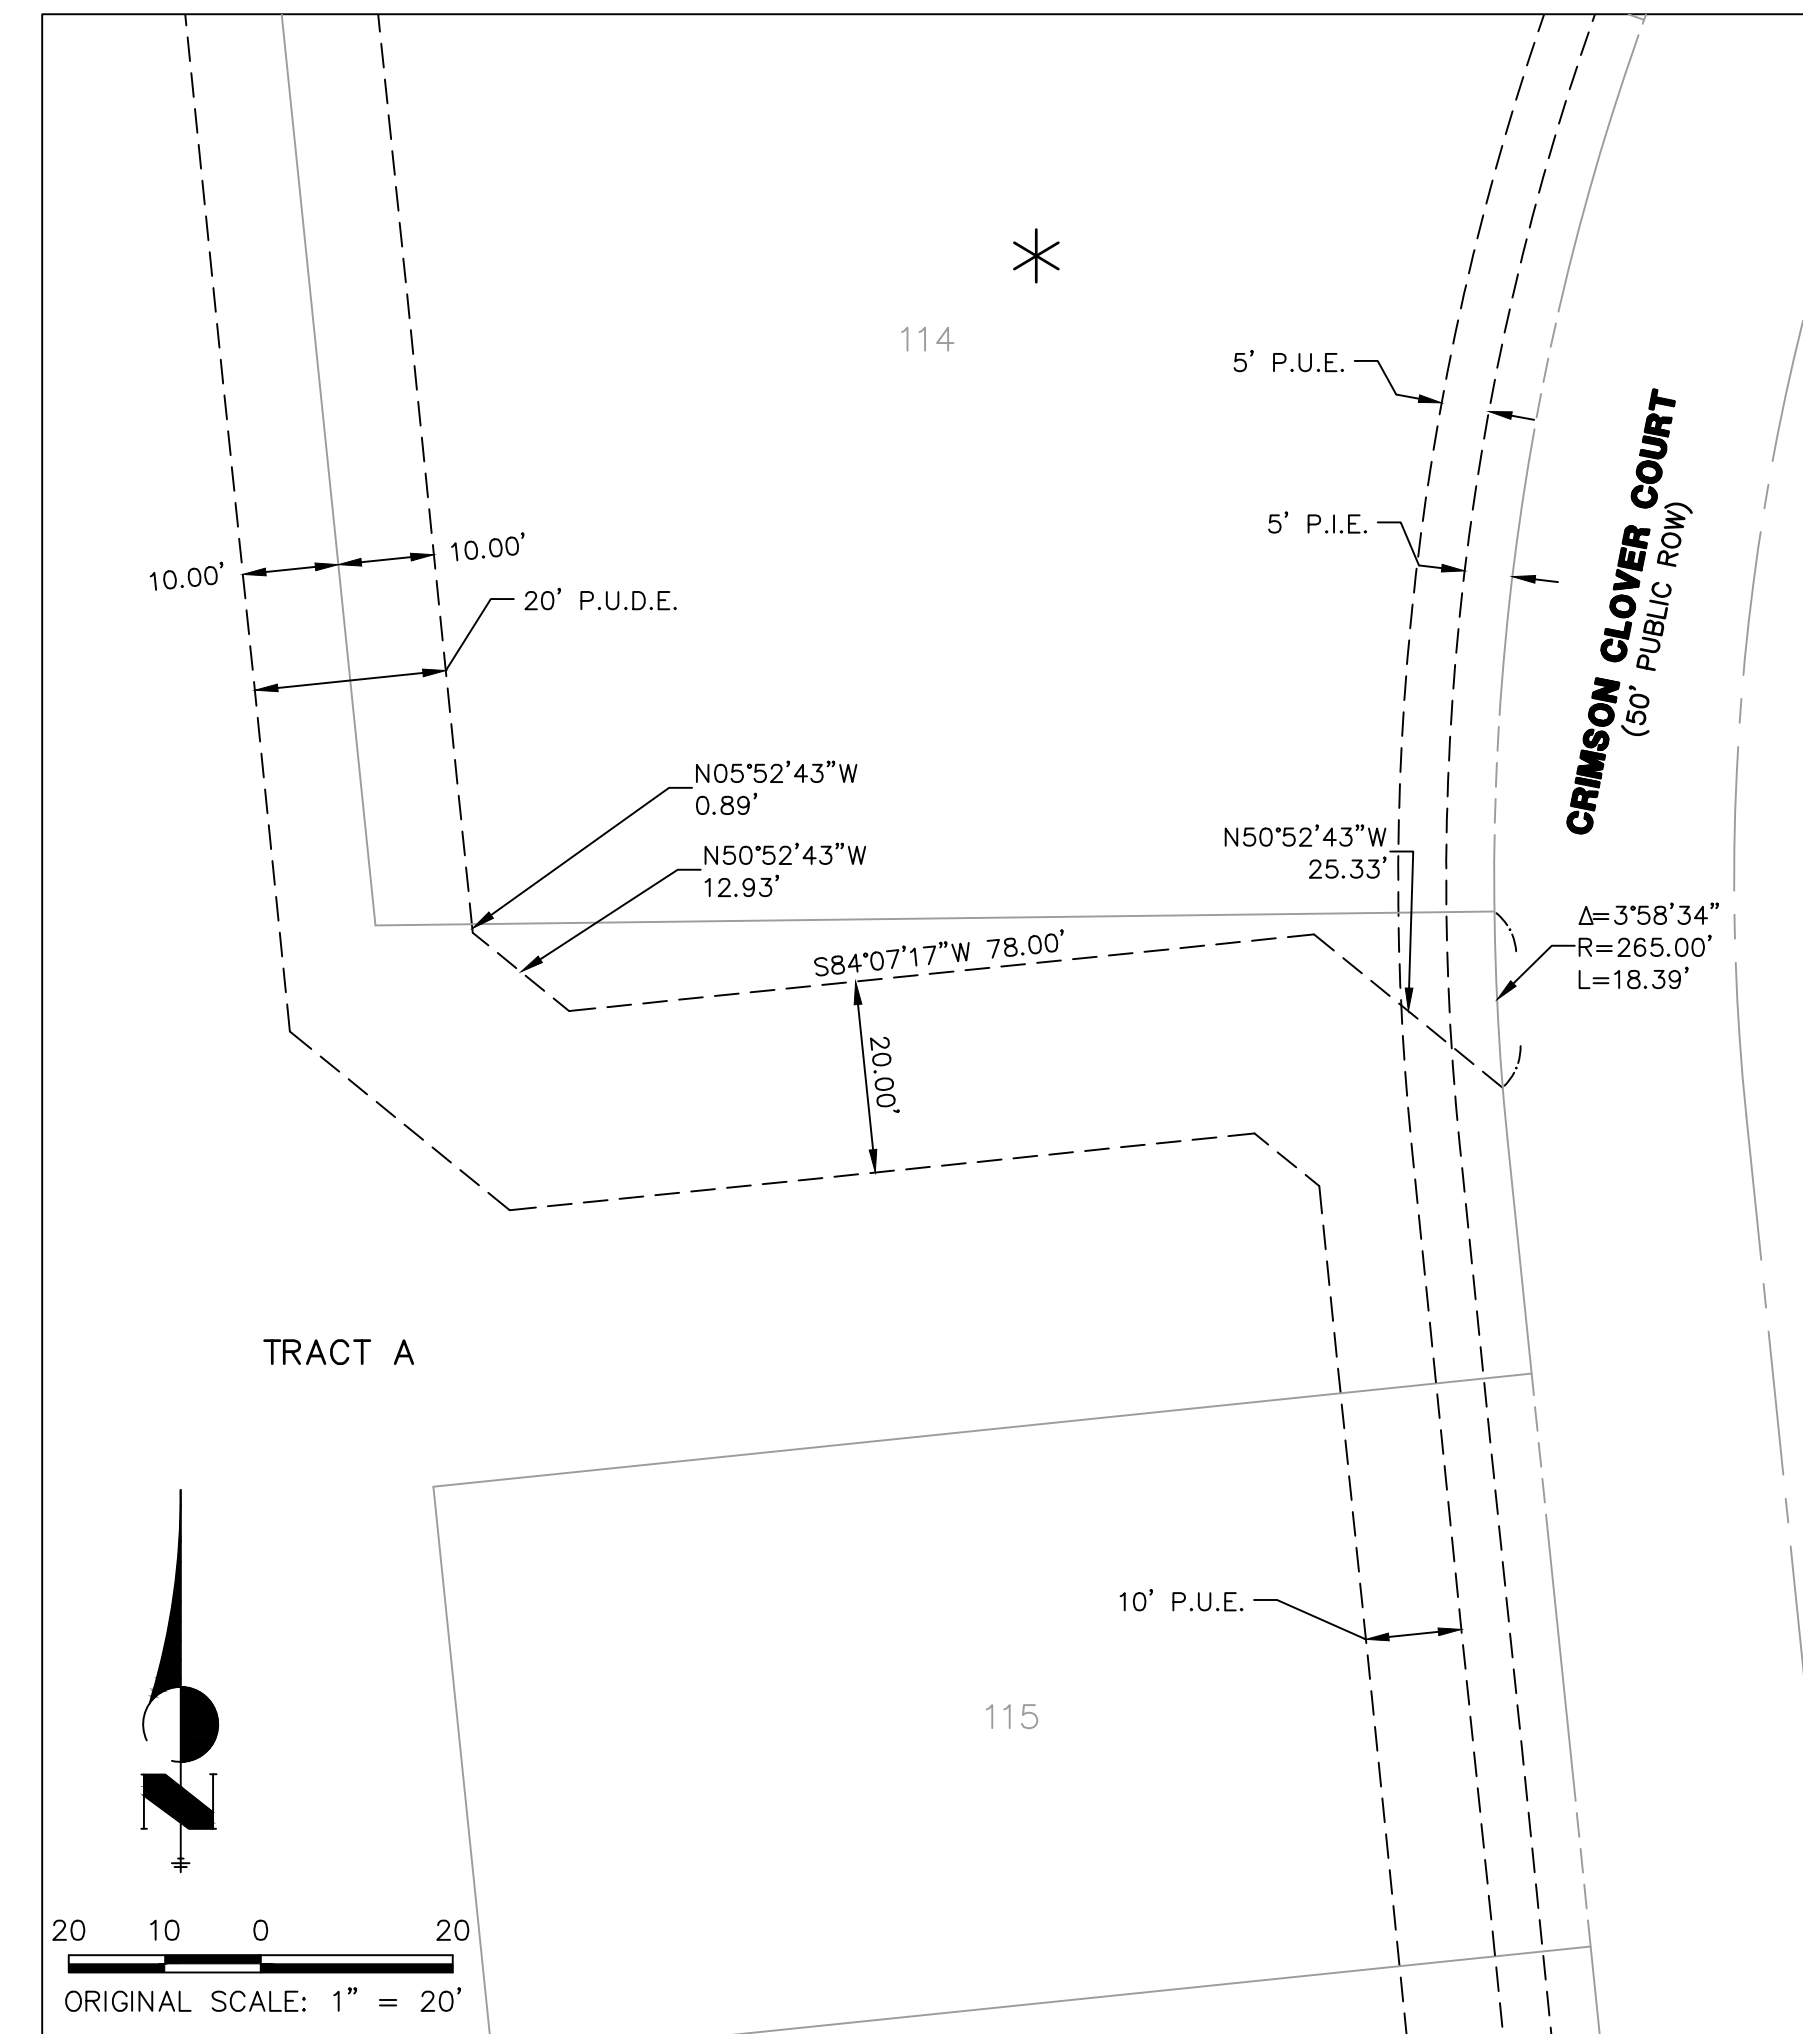 114
5' P.U.E.
5' P.I.E.
CRIMSON CLOVER COURT
(50' PUBLIC ROW)
10.00'
10.00'
20' P.U.D.E.
N05°52'43"W
0.89'
N50°52'43"W
12.93'
N50°52'43"W
25.33'
Δ=3°58'34"
R=265.00'
L=18.39'
S84°07'17"W 78.00'
20.00'
TRACT A
10' P.U.E.
115
N
20 10 0 20
ORIGINAL SCALE: 1" = 20'